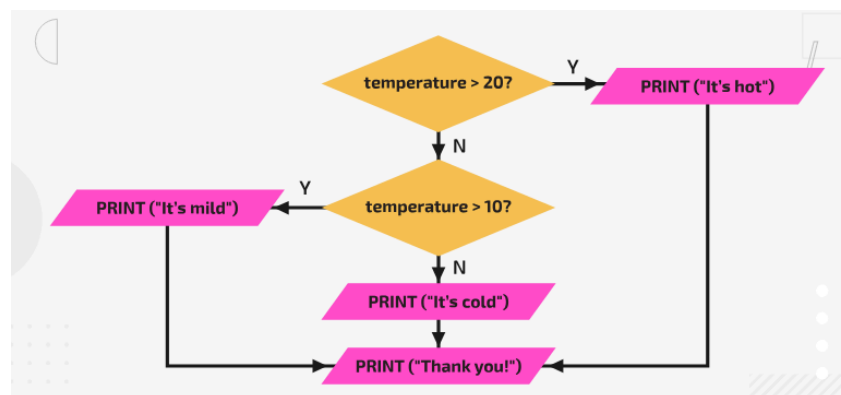 temperature > 20?
Y
PRINT ("It's hot")
N
Y
PRINT ("It's mild")
temperature > 10?
N
PRINT ("It's cold")
PRINT ("Thank you!")